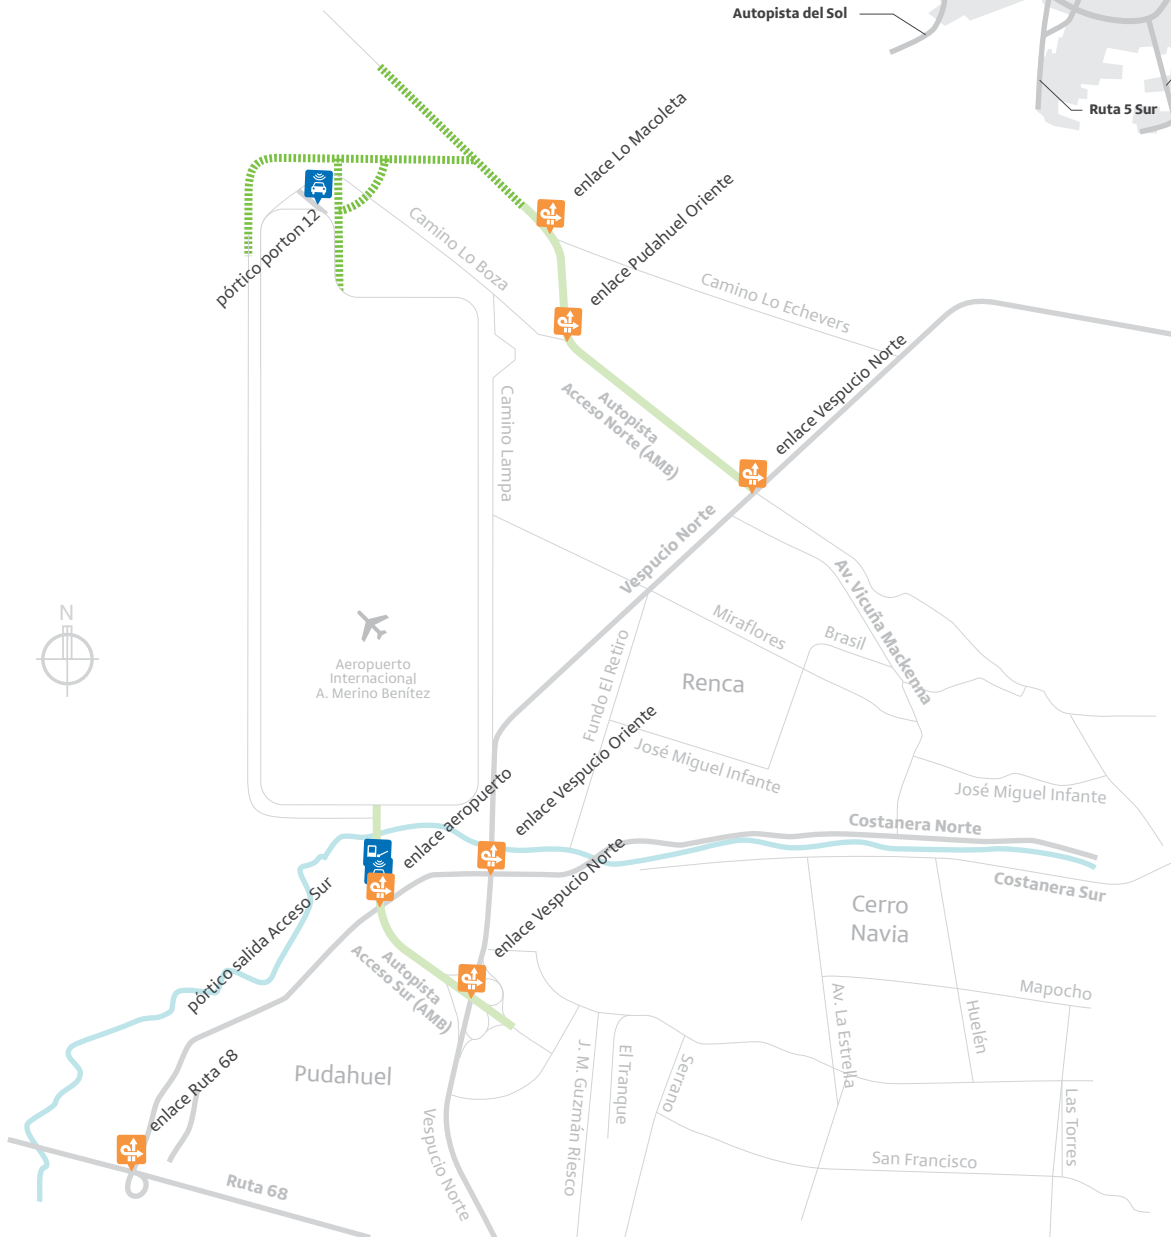 Autopista del Sol
Ruta 5 Sur
enlace Lo Macoleta
enlace Pudahuel Oriente
pórtico porton 12
Camino Lo Boza
Camino Lo Echevers
enlace Vespucio Norte
Autopista
Acceso Norte (AMB)
Camino Lampa
Vespucio Norte
Av. Vicuña Mackenna
N
Miraflores
Brasil
Fundo El Retiro
Renca
Aeropuerto
Internacional
A. Merino Benítez
José Miguel Infante
José Miguel Infante
enlace Vespucio Oriente
enlace aeropuerto
Costanera Norte
Costanera Sur
enlace Vespucio Norte
pórtico salida Acceso Sur
Cerro
Navia
Autopista
Acceso Sur (AMB)
Mapocho
Av. La Estrella
Huelén
enlace Ruta 68
Pudahuel
J. M. Guzmán Riesco
El Tranque
Serrano
Las Torres
Vespucio Norte
San Francisco
Ruta 68